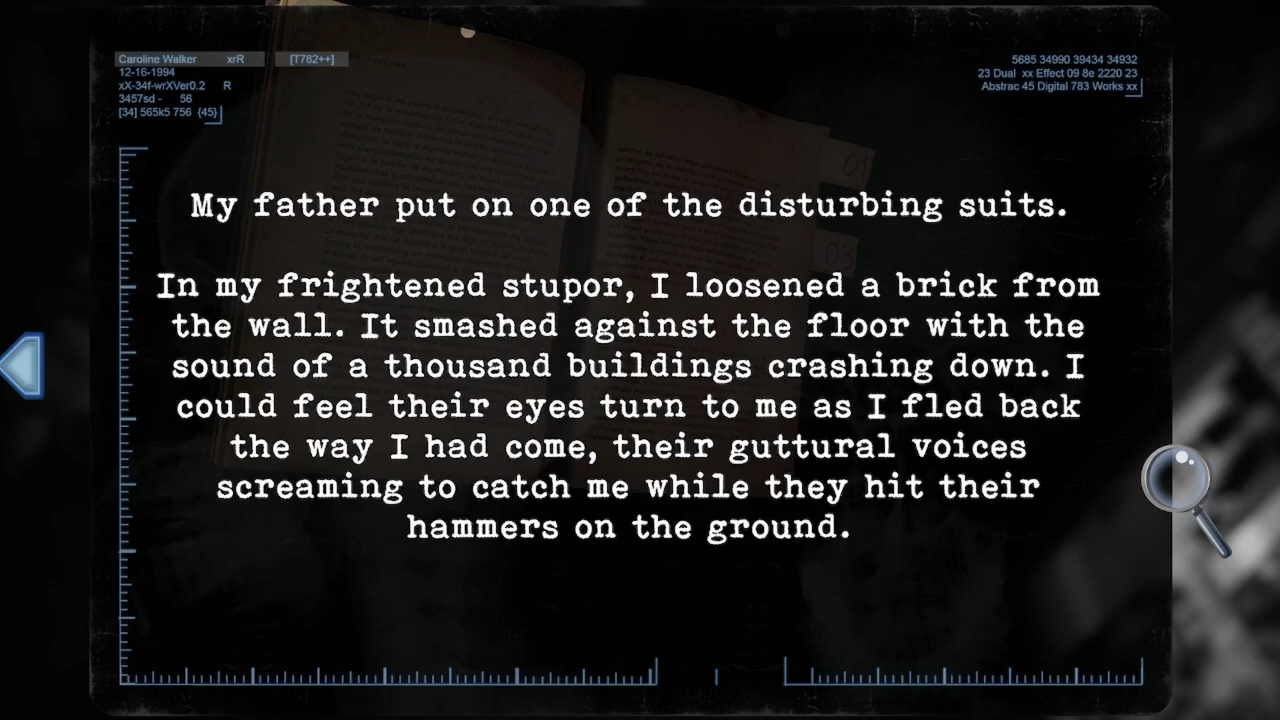 Caroline Walker xrR [T782++]
12-16-1994
xX-34f-wrXVer0.2 R
3457sd - 56
[34] 565k5 756 {45}
5685 34990 39434 34932
23 Dual xx Effect 09 8e 2220 23
Abstrac 45 Digital 783 Works xx
My father put on one of the disturbing suits.
In my frightened stupor, I loosened a brick from
the wall. It smashed against the floor with the
sound of a thousand buildings crashing down. I
could feel their eyes turn to me as I fled back
the way I had come, their guttural voices
screaming to catch me while they hit their
hammers on the ground.
01
03